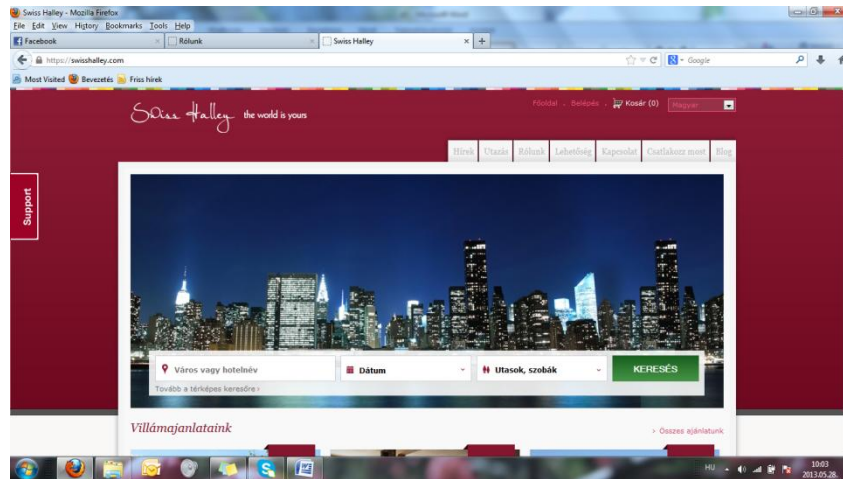 Swiss Halley - Mozilla Firefox
File Edit View History Bookmarks Tools Help
Facebook × Rólunk × Swiss Halley × +
https://swisshalley.com Google
Most Visited Bevezetés Friss hírek
Swiss Halley the world is yours
Főoldal . Belépés . Kosár (0) Magyar
Hírek Utazás Rólunk Lehetőség Kapcsolat Csatlakozz most Blog
Support
Város vagy hotelnév Dátum Utasok, szobák KERESÉS
Tovább a térképes keresőre ›
Villámajanlataink › Összes ajánlatunk
HU 10:03
2013.05.28.